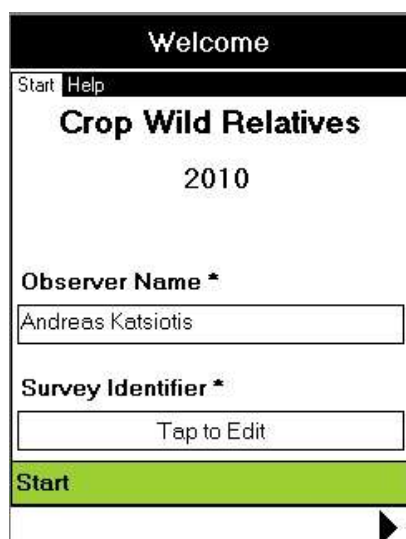 Welcome
Start Help
Crop Wild Relatives
2010
Observer Name *
Andreas Katsiotis
Survey Identifier *
Tap to Edit
Start